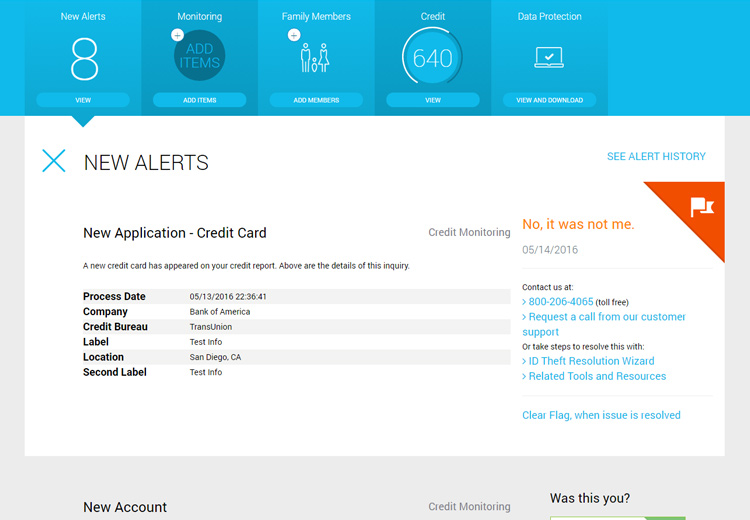 New Alerts
Monitoring
Family Members
Credit
Data Protection
8
ADD
ITEMS
640
VIEW
ADD ITEMS
ADD MEMBERS
VIEW
VIEW AND DOWNLOAD
NEW ALERTS
SEE ALERT HISTORY
New Application - Credit Card
Credit Monitoring
A new credit card has appeared on your credit report. Above are the details of this inquiry.
Process Date 05/13/2016 22:36:41
Company Bank of America
Credit Bureau TransUnion
Label Test Info
Location San Diego, CA
Second Label Test Info
No, it was not me.
05/14/2016
Contact us at:
> 800-206-4065 (toll free)
> Request a call from our customer
support
Or take steps to resolve this with:
> ID Theft Resolution Wizard
> Related Tools and Resources
Clear Flag, when issue is resolved
New Account
Credit Monitoring
Was this you?